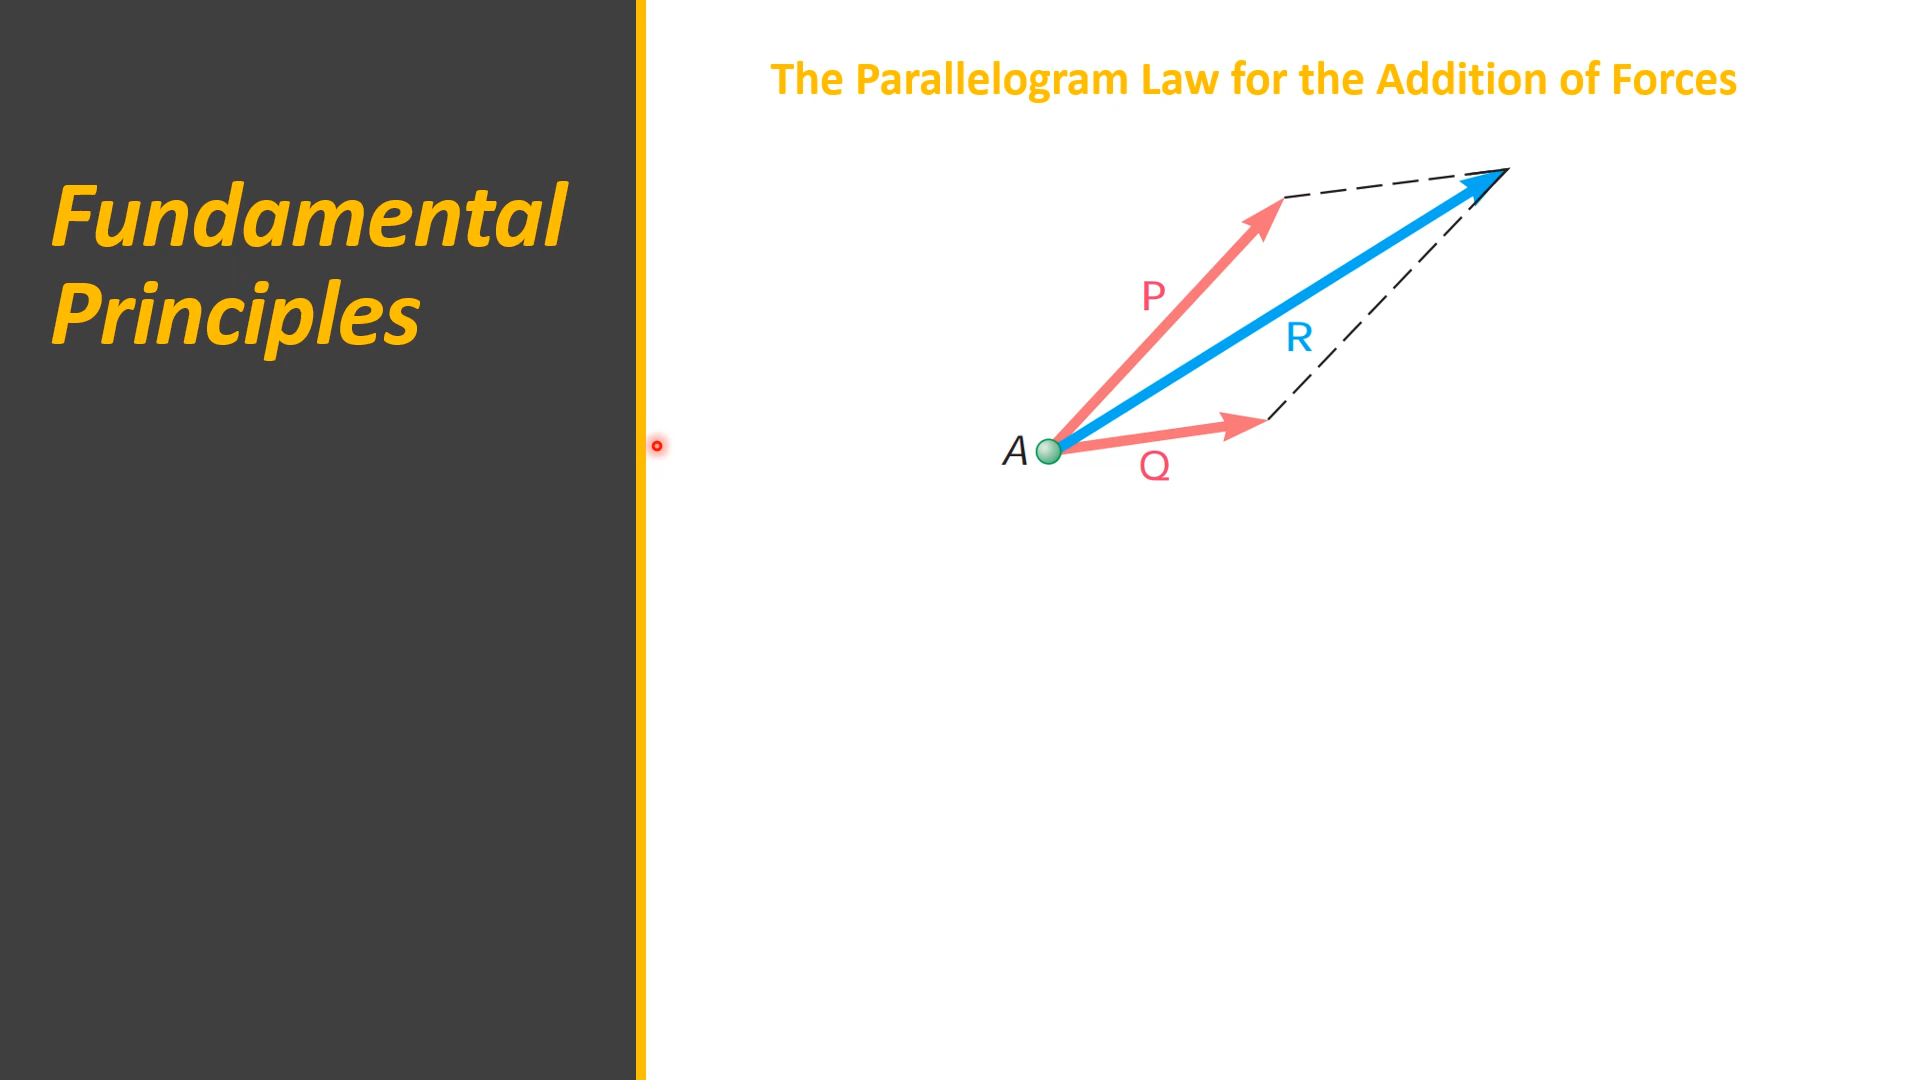 Fundamental
Principles
The Parallelogram Law for the Addition of Forces
P
R
A
Q